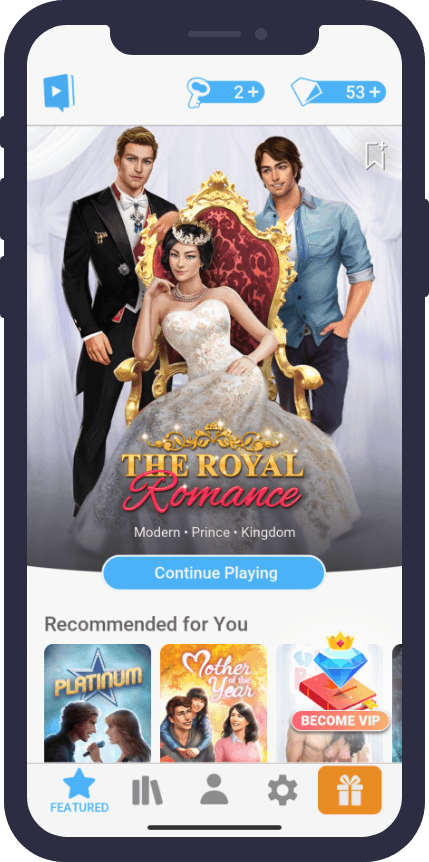 2 +
53 +
THE ROYAL
Romance
Modern • Prince • Kingdom
Continue Playing
Recommended for You
PLATINUM
Mother
of the
Year
BECOME VIP
FEATURED